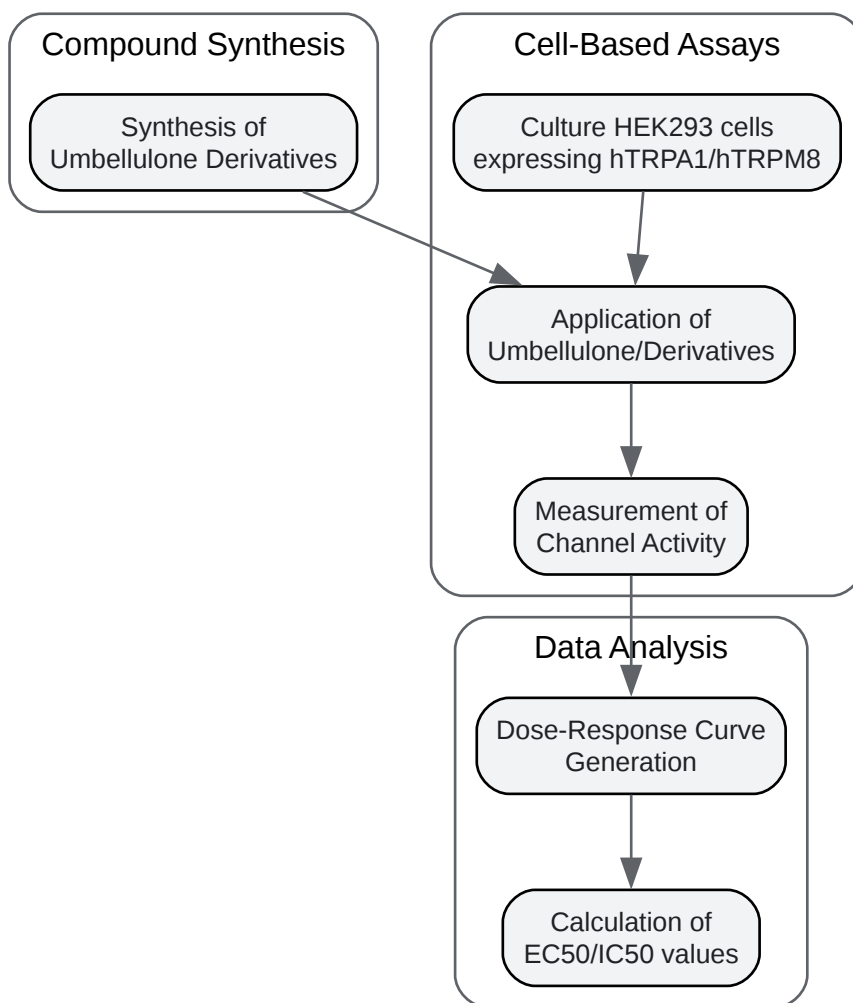 Compound Synthesis
Synthesis of
Umbellulone Derivatives
Cell-Based Assays
Culture HEK293 cells
expressing hTRPA1/hTRPM8
Application of
Umbellulone/Derivatives
Measurement of
Channel Activity
Data Analysis
Dose-Response Curve
Generation
Calculation of
EC50/IC50 values